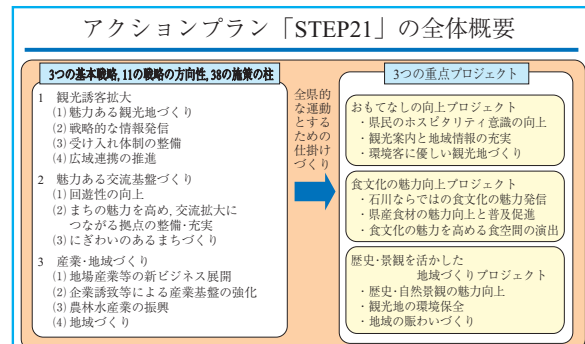 アクションプラン「STEP21」の全体概要
3つの基本戦略,11の戦略の方向性,38の施策の柱
1 観光誘客拡大
(1)魅力ある観光地づくり
(2)戦略的な情報発信
(3)受け入れ体制の整備
(4)広域連携の推進
2 魅力ある交流基盤づくり
(1)回遊性の向上
(2)まちの魅力を高め,交流拡大に
つながる拠点の整備・充実
(3)にぎわいのあるまちづくり
3 産業・地域づくり
(1)地場産業等の新ビジネス展開
(2)企業誘致等による産業基盤の強化
(3)農林水産業の振興
(4)地域づくり
全県的
な運動
とする
ための
仕掛け
づくり
3つの重点プロジェクト
おもてなしの向上プロジェクト
・県民のホスピタリティ意識の向上
・観光案内と地域情報の充実
・環境客に優しい観光地づくり
食文化の魅力向上プロジェクト
・石川ならではの食文化の魅力発信
・県産食材の魅力向上と普及促進
・食文化の魅力を高める食空間の演出
歴史・景観を活かした
地域づくりプロジェクト
・歴史・自然景観の魅力向上
・観光地の環境保全
・地域の賑わいづくり